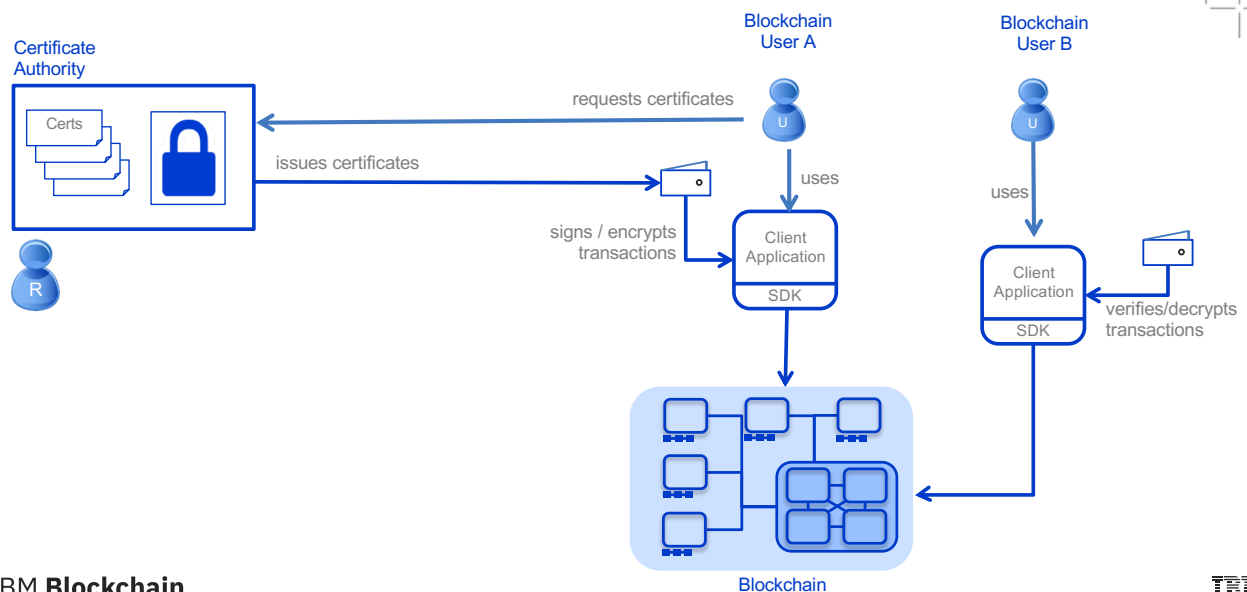 Blockchain
User A
Blockchain
User B
Certificate
Authority
Certs
requests certificates
U
U
issues certificates
uses
uses
signs / encrypts
transactions
Client
Application
SDK
R
Client
Application
SDK
verifies/decrypts
transactions
Blockchain
BM Blockchain